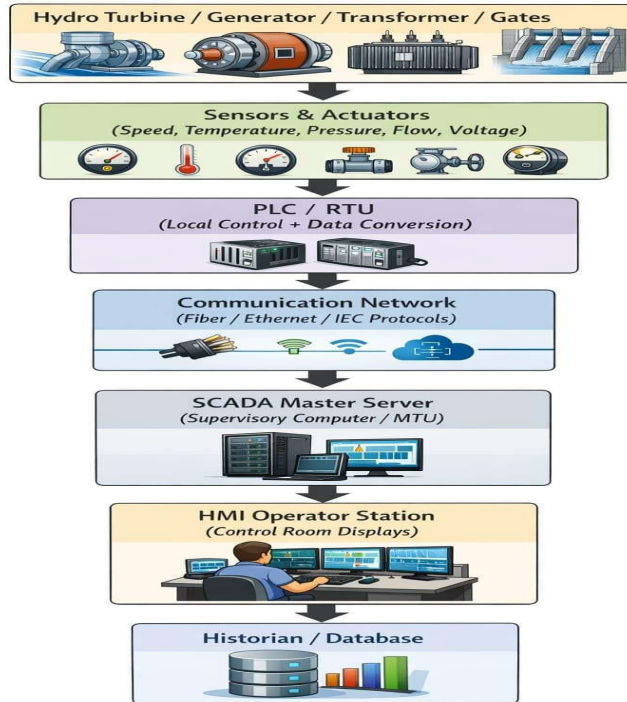 Hydro Turbine / Generator / Transformer / Gates
Sensors & Actuators
(Speed, Temperature, Pressure, Flow, Voltage)
PLC / RTU
(Local Control + Data Conversion)
Communication Network
(Fiber / Ethernet / IEC Protocols)
SCADA Master Server
(Supervisory Computer / MTU)
HMI Operator Station
(Control Room Displays)
Historian / Database